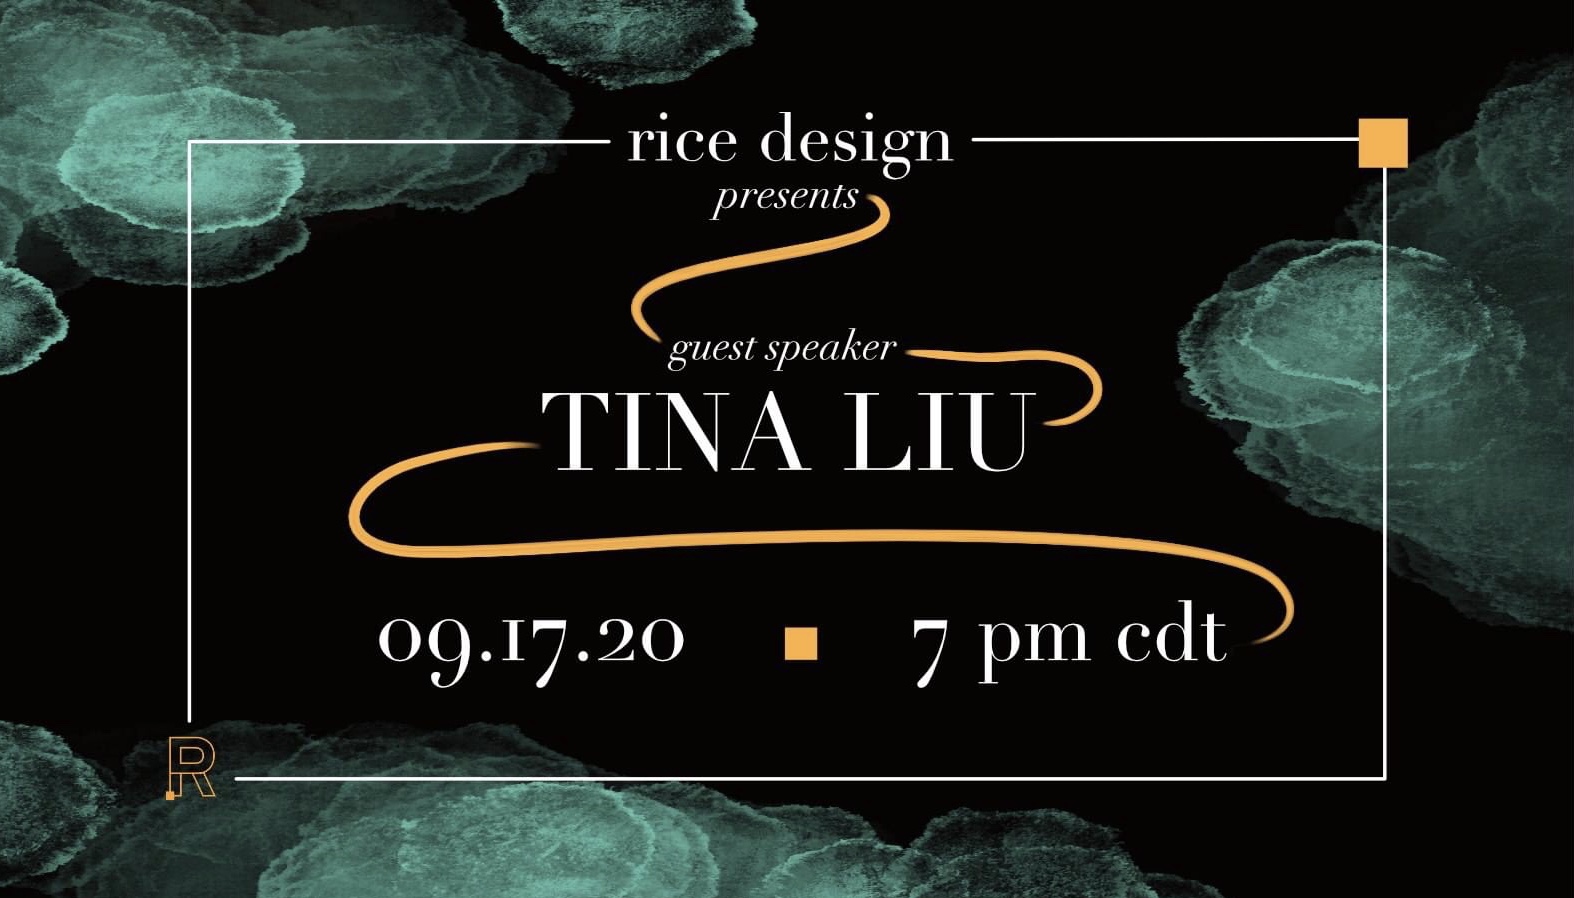 rice design
presents
guest speaker
TINA LIU
09.17.20 7 pm cdt
R